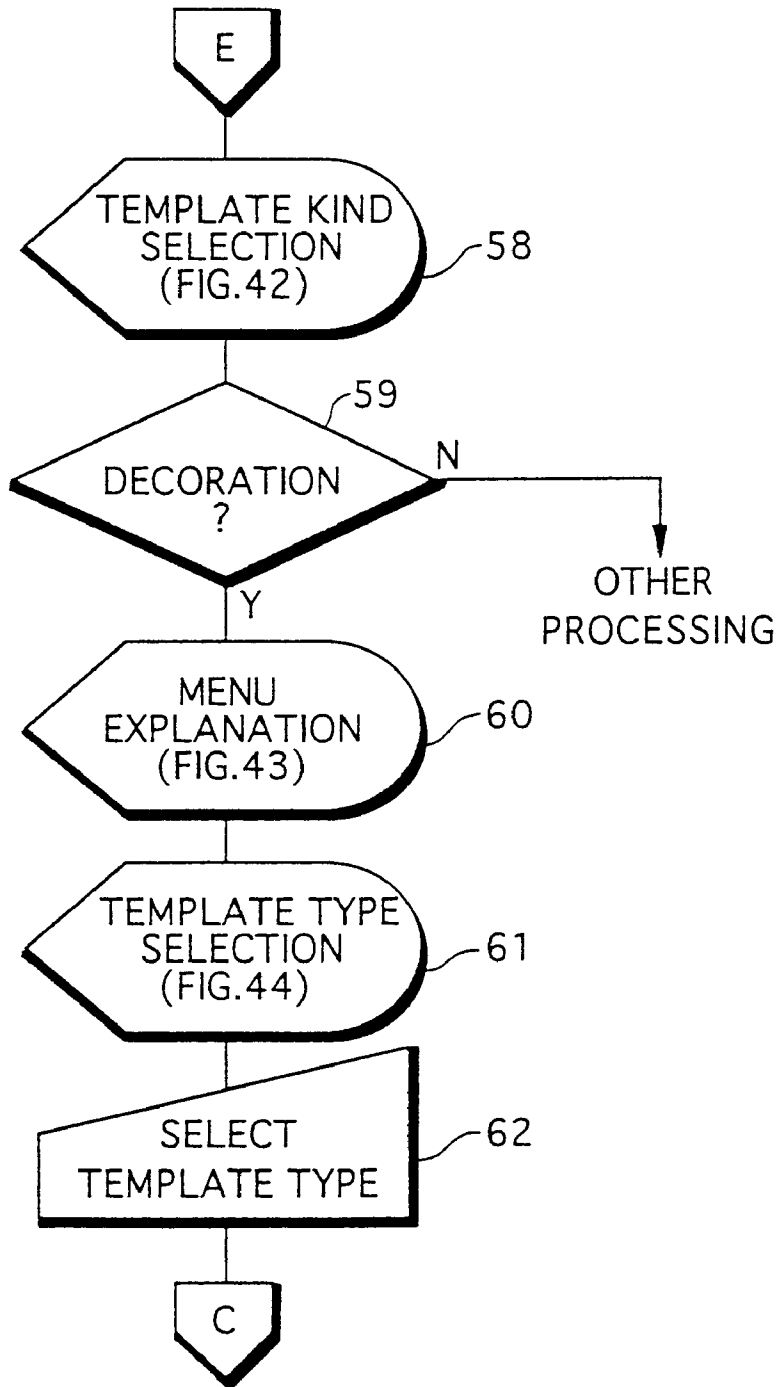 E
TEMPLATE KIND
SELECTION
(FIG.42)
58
59
DECORATION
?
N
OTHER
PROCESSING
Y
MENU
EXPLANATION
(FIG.43)
60
TEMPLATE TYPE
SELECTION
(FIG.44)
61
SELECT
TEMPLATE TYPE
62
C